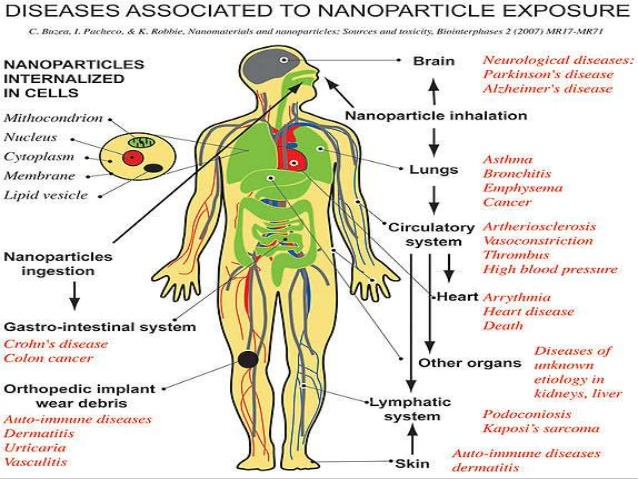 DISEASES ASSOCIATED TO NANOPARTICLE EXPOSURE
C. Buzea, I. Pacheco, & K. Robbie, Nanomaterials and nanoparticles: Sources and toxicity, Biointerphases 2 (2007) MR17-MR71
NANOPARTICLES
INTERNALIZED
IN CELLS
Mithocondrion
Nucleus
Cytoplasm
Membrane
Lipid vesicle
Nanoparticles
ingestion
Gastro-intestinal system
Crohn's disease
Colon cancer
Orthopedic implant
wear debris
Auto-immune diseases
Dermatitis
Urticaria
Vasculitis
Brain
Neurological diseases:
Parkinson's disease
Alzheimer's disease
Nanoparticle inhalation
Lungs
Asthma
Bronchitis
Emphysema
Cancer
Circulatory
system
Artheriosclerosis
Vasoconstriction
Thrombus
High blood pressure
Heart
Arrythmia
Heart disease
Death
Other organs
Diseases of
unknown
etiology in
kidneys, liver
Lymphatic
system
Podoconiosis
Kaposi's sarcoma
Skin
Auto-immune diseases
dermatitis